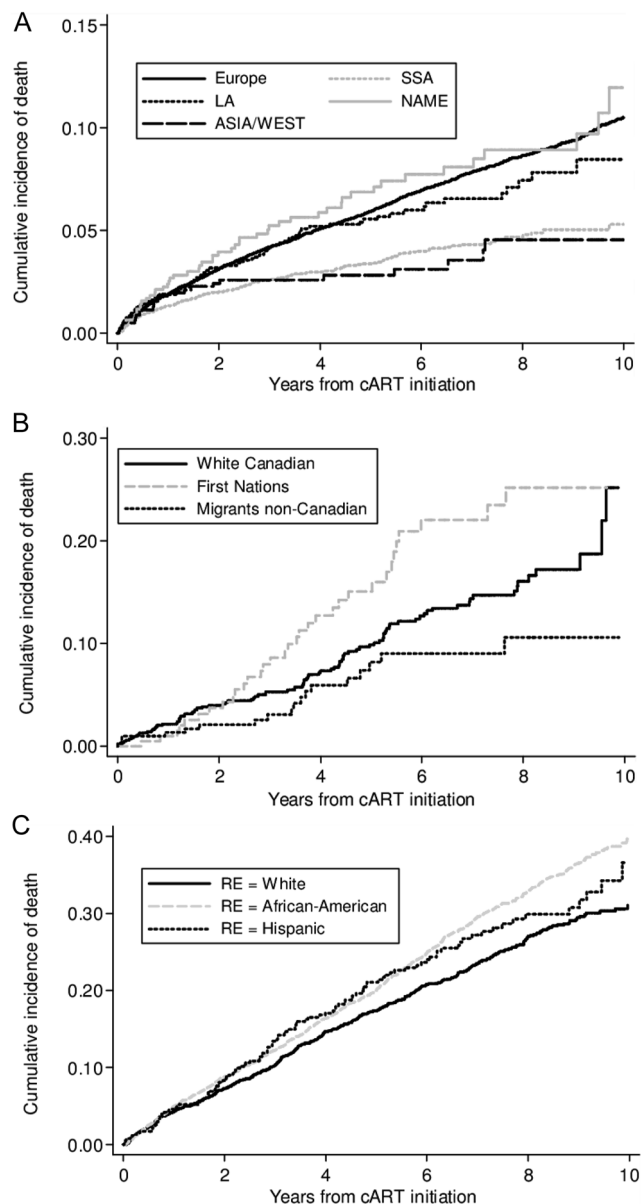 A
0.15
0.10
0.05
0.00
Cumulative incidence of death
Europe SSA
LA NAME
ASIA/WEST
0 2 4 6 8 10
Years from cART initiation
B
0.30
0.20
0.10
0.00
Cumulative incidence of death
White Canadian
First Nations
Migrants non-Canadian
0 2 4 6 8 10
Years from cART initiation
C
0.40
0.30
0.20
0.10
0.00
Cumulative incidence of death
RE = White
RE = African-American
RE = Hispanic
0 2 4 6 8 10
Years from cART initiation